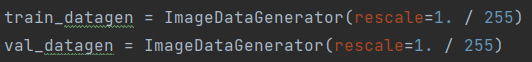 train_datagen = ImageDataGenerator(rescale=1. / 255)
val_datagen = ImageDataGenerator(rescale=1. / 255)